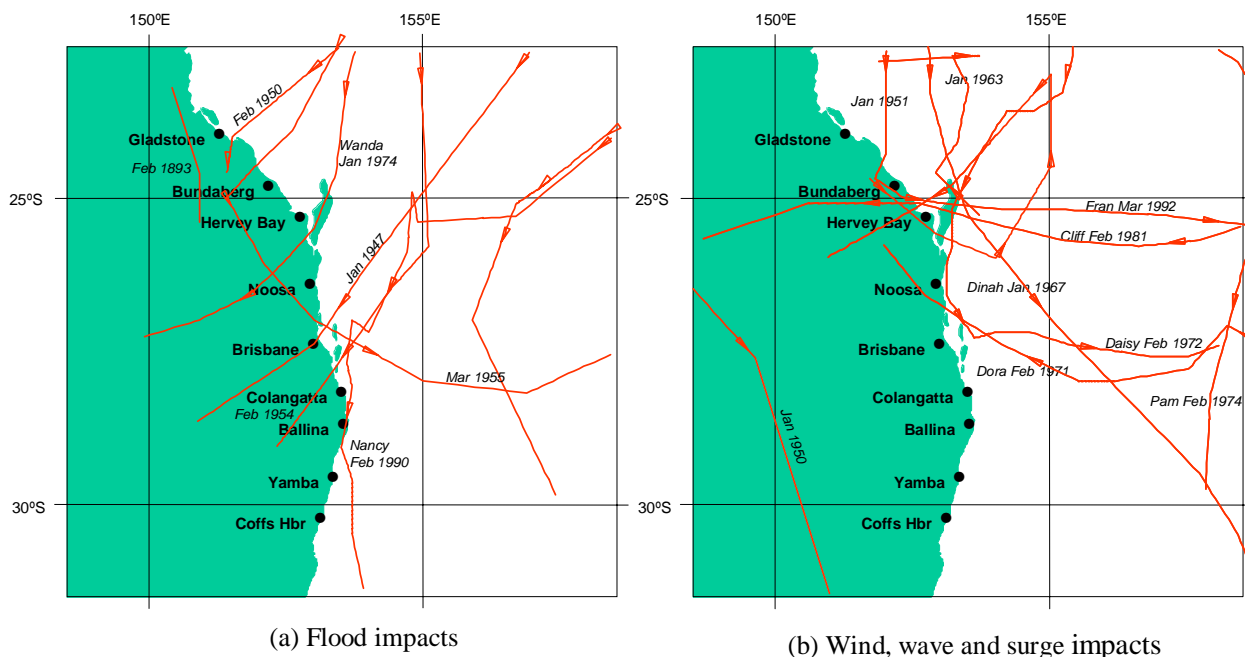 150ºE
155ºE
150ºE
155ºE
Feb 1950
Gladstone
Wanda
Jan 1974
Feb 1893
Bundaberg
25ºS
Hervey Bay
Jan 1947
Noosa
Brisbane
Mar 1955
Colangatta
Feb 1954
Ballina
Nancy
Feb 1990
Yamba
30ºS
Coffs Hbr
(a) Flood impacts
Jan 1963
Jan 1951
Gladstone
Bundaberg
25ºS
Fran Mar 1992
Hervey Bay
Cliff Feb 1981
Noosa
Dinah Jan 1967
Brisbane
Daisy Feb 1972
Dora Feb 1971
Colangatta
Pam Feb 1974
Jan 1950
Ballina
Yamba
30ºS
Coffs Hbr
(b) Wind, wave and surge impacts